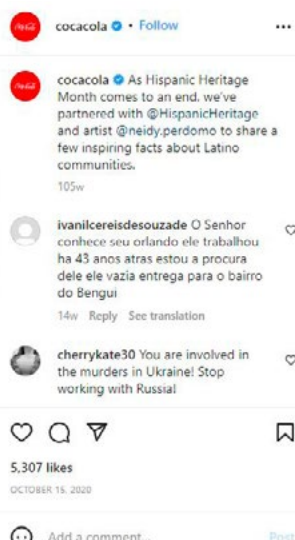 cocacola • Follow
cocacola As Hispanic Heritage
Month comes to an end, we've
partnered with @HispanicHeritage
and artist @neidy.perdomo to share a
few inspiring facts about Latino
communities.
105w
ivanilcereisdesouzade O Senhor
conhece seu orlando ele trabalhou
ha 43 anos atras estou a procura
dele ele vazia entrega para o bairro
do Bengui
14w Reply See translation
cherrykate30 You are involved in
the murders in Ukraine! Stop
working with Russia!
5,307 likes
OCTOBER 15, 2020
Add a comment...
Post